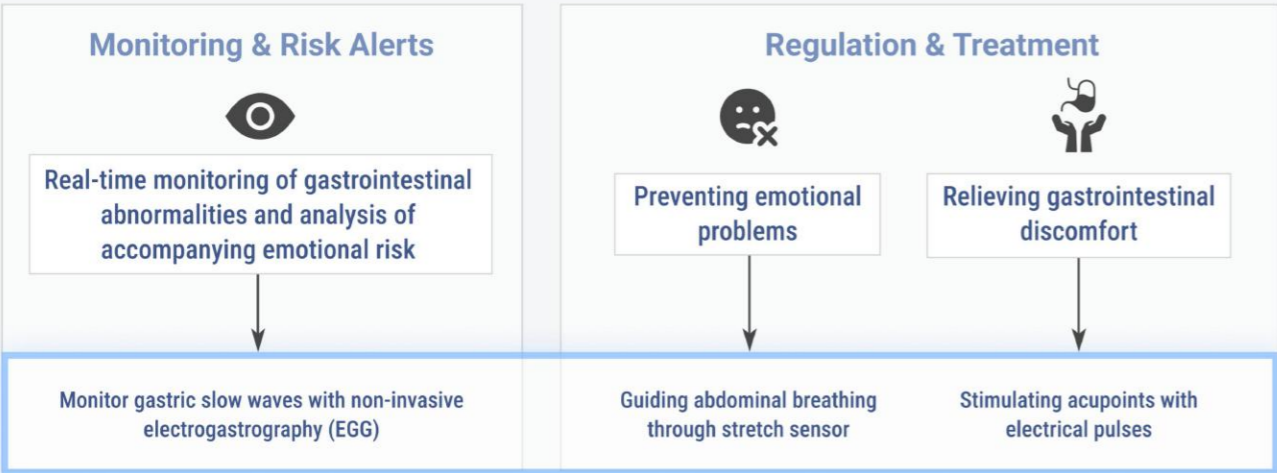 Monitoring & Risk Alerts
Real-time monitoring of gastrointestinal
abnormalities and analysis of
accompanying emotional risk
Monitor gastric slow waves with non-invasive
electrogastrography (EGG)
Regulation & Treatment
Preventing emotional
problems
Guiding abdominal breathing
through stretch sensor
Relieving gastrointestinal
discomfort
Stimulating acupoints with
electrical pulses